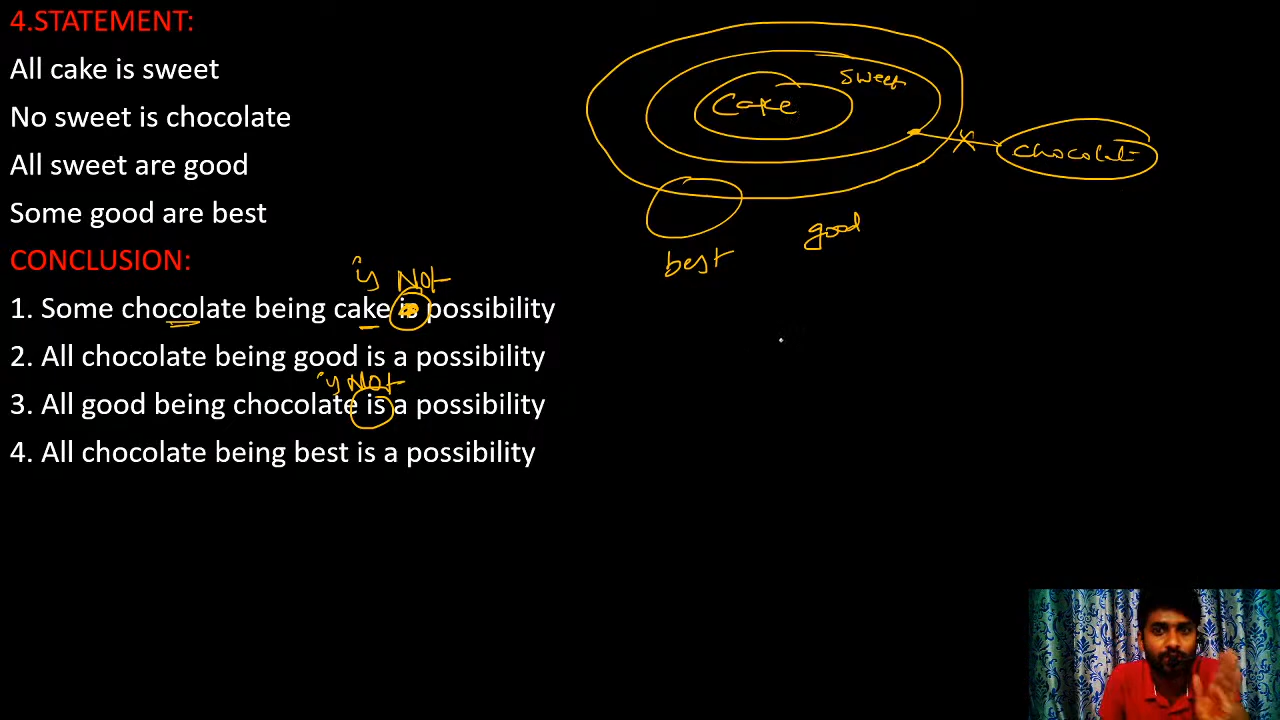 4.STATEMENT:
All cake is sweet
No sweet is chocolate
All sweet are good
Some good are best
CONCLUSION:
is Not
1. Some chocolate being cake is possibility
2. All chocolate being good is a possibility
is Not
3. All good being chocolate is a possibility
4. All chocolate being best is a possibility
sweet
Cake
chocolate
good
best